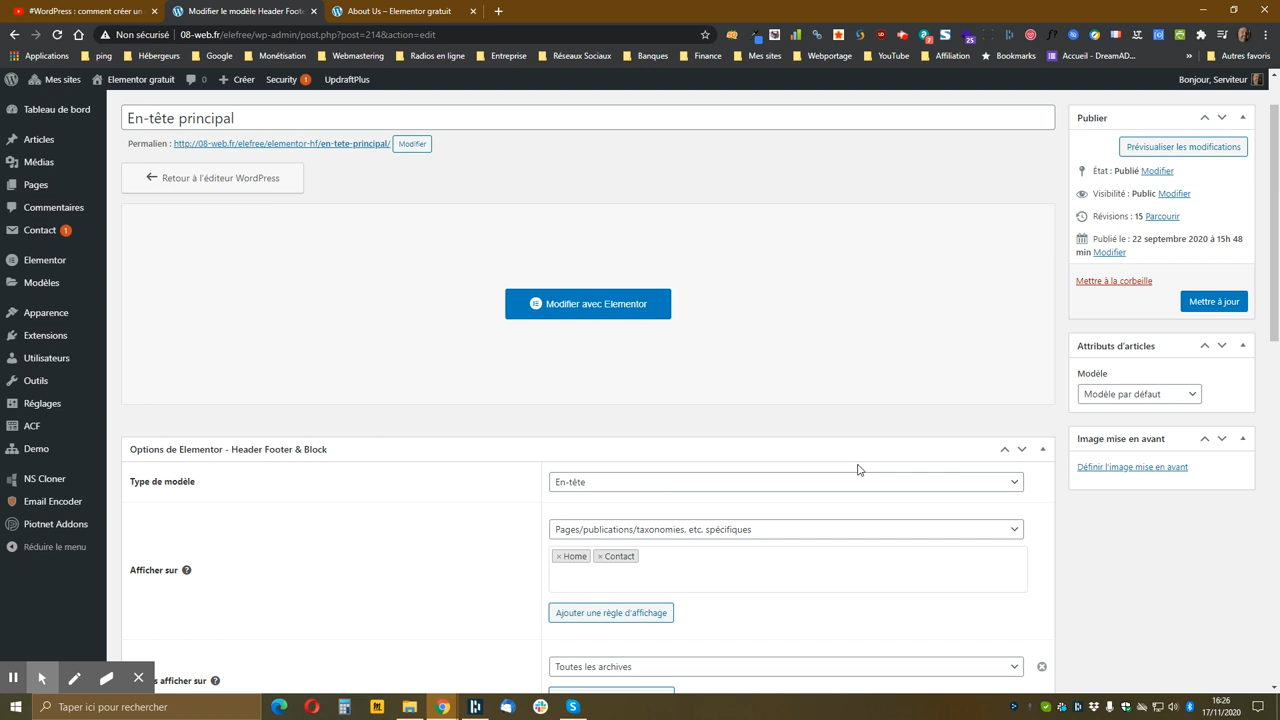 #WordPress : comment créer un
Modifier le modèle Header Foote
About Us – Elementor gratuit
08-web.fr/elefree/wp-admin/post.php?post=214&action=edit
Applications
ping
Hébergeurs
Google
Monétisation
Webmastering
Radios en ligne
Entreprise
Réseaux Sociaux
Banques
Finance
Mes sites
Webportage
YouTube
Affiliation
Bookmarks
Accueil - DreamAD...
Autres favoris
Mes sites
Elementor gratuit
0
Créer
Security
UpdraftPlus
Bonjour, Serviteur
Tableau de bord
Articles
Médias
Pages
Commentaires
Contact 1
Elementor
Modèles
Apparence
Extensions
Utilisateurs
Outils
Réglages
ACF
Demo
NS Cloner
Email Encoder
Piotnet Addons
Réduire le menu
En-tête principal
Permalien : http://08-web.fr/elefree/elementor-hf/en-tete-principal/ Modifier
← Retour à l'éditeur WordPress
Modifier avec Elementor
Options de Elementor - Header Footer & Block
Type de modèle
En-tête
Afficher sur
Pages/publications/taxonomies, etc. spécifiques
× Home × Contact
Ajouter une règle d'affichage
afficher sur
Toutes les archives
Publier
Prévisualiser les modifications
État : Publié Modifier
Visibilité : Public Modifier
Révisions : 15 Parcourir
Publié le : 22 septembre 2020 à 15h 48
min Modifier
Mettre à la corbeille
Mettre à jour
Attributs d'articles
Modèle
Modèle par défaut
Image mise en avant
Définir l'image mise en avant
Taper ici pour rechercher
16:26
17/11/2020